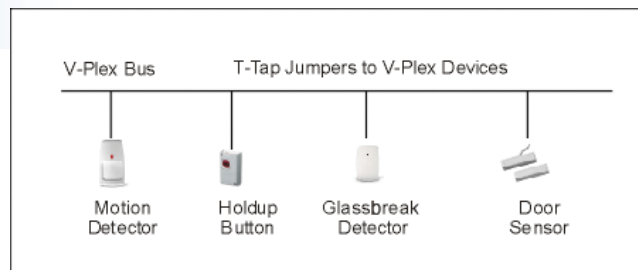 V-Plex Bus
T-Tap Jumpers to V-Plex Devices
Motion Detector
Holdup Button
Glassbreak Detector
Door Sensor